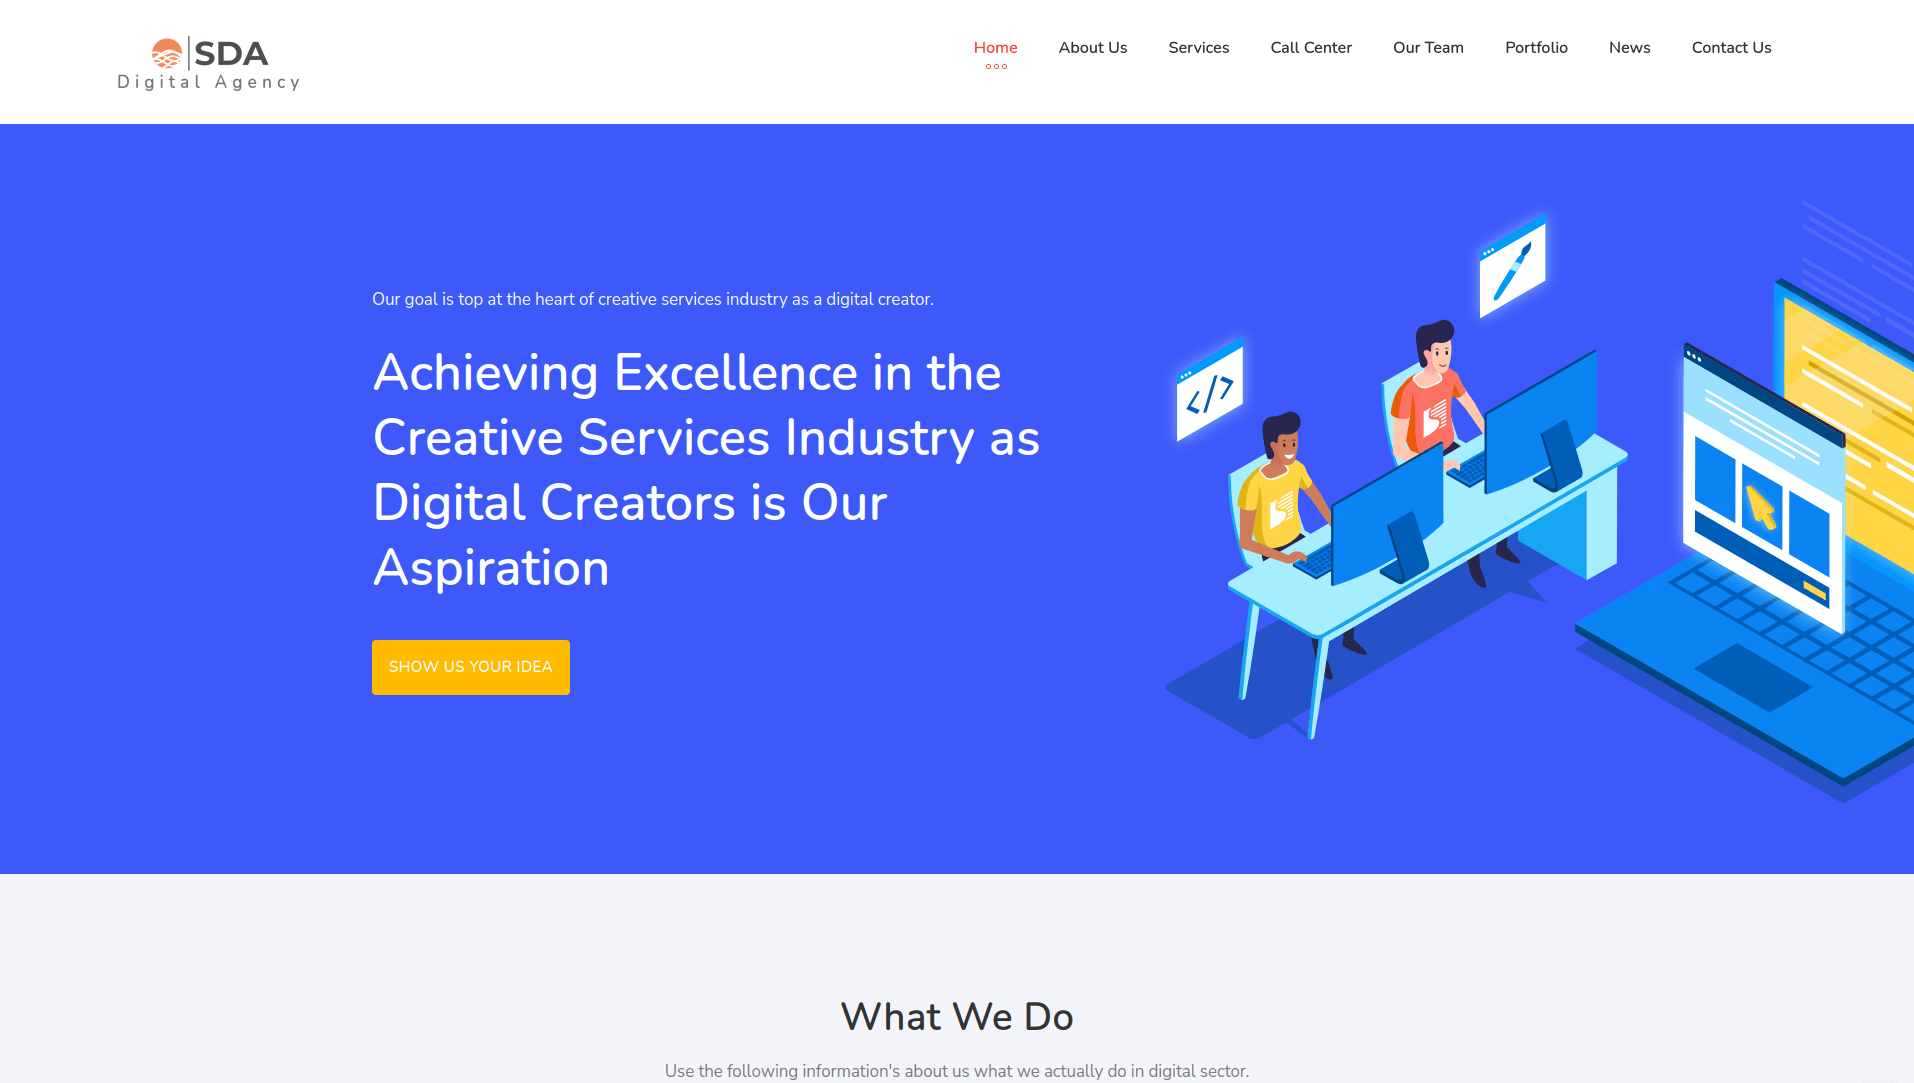 SDA
Digital Agency
Home About Us Services Call Center Our Team Portfolio News Contact Us
Our goal is top at the heart of creative services industry as a digital creator.
Achieving Excellence in the
Creative Services Industry as
Digital Creators is Our
Aspiration
SHOW US YOUR IDEA
</>
What We Do
Use the following information's about us what we actually do in digital sector.